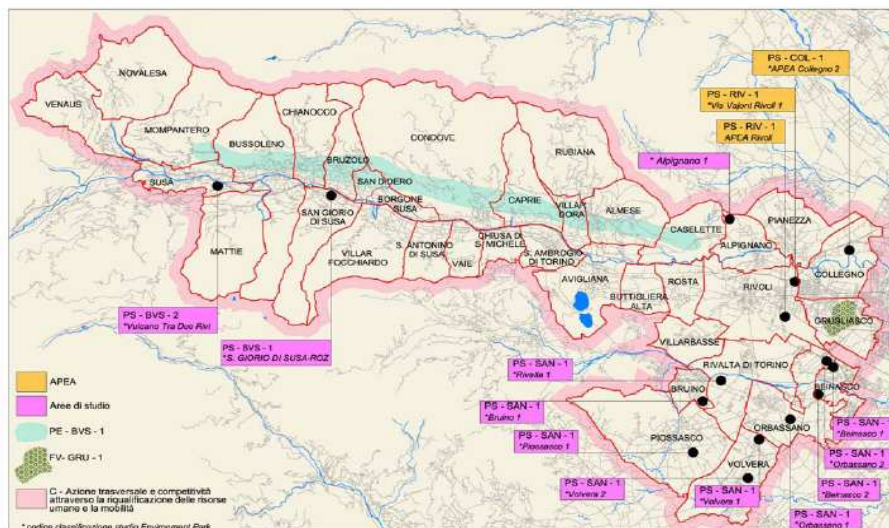 PS - COL - 1
*APEA Collegno 2
PS - RIV - 1
*Via Vajont Rivoli 1
PS - RIV - 1
APEA Rivoli
* Alpignano 1
NOVALESA
VENAUS
MOMPANTERO
CHIANOCCO
BUSSOLENO
CONDOVE
BRUZOLO
RUBIANA
SAN DIDERO
SUSA
BORGONE
SUSA
CAPRIE
VILLAR
DORA
ALMESE
CASELETTE
PIANEZZA
ALPIGNANO
SAN GIORIO
DI SUSA
MATTIE
VILLAR
FOCCHIARDO
S. ANTONINO
DI SUSA
VAIE
CHIUSA DI
S. MICHELE
S. AMBROGIO
DI TORINO
AVIGLIANA
BUTTIGLIERA
ALTA
ROSTA
RIVOLI
COLLEGNO
GRUGLIASCO
VILLARBASSE
RIVALTA DI TORINO
BRUINO
BEINASCO
ORBASSANO
PIOSSASCO
VOLVERA
PS - BVS - 2
*Vulcano Tra Due Rivi
PS - BVS - 1
*S. GIORIO DI SUSA-ROZ
PS - SAN - 1
*Rivalta 1
PS - SAN - 1
*Bruino 1
PS - SAN - 1
*Piossasco 1
PS - SAN - 1
*Volvera 2
PS - SAN - 1
*Volvera 1
PS - SAN - 1
*Beinasco 1
PS - SAN - 1
*Orbassano 2
PS - SAN - 1
*Beinasco 2
PS - SAN - 1
*Orbassano 1
APEA
Aree di studio
PE - BVS - 1
FV- GRU - 1
C - Azione trasversale e competitività
attraverso la riqualificazione delle risorse
umane e la mobilità
* codice classificazione studio Environment Park